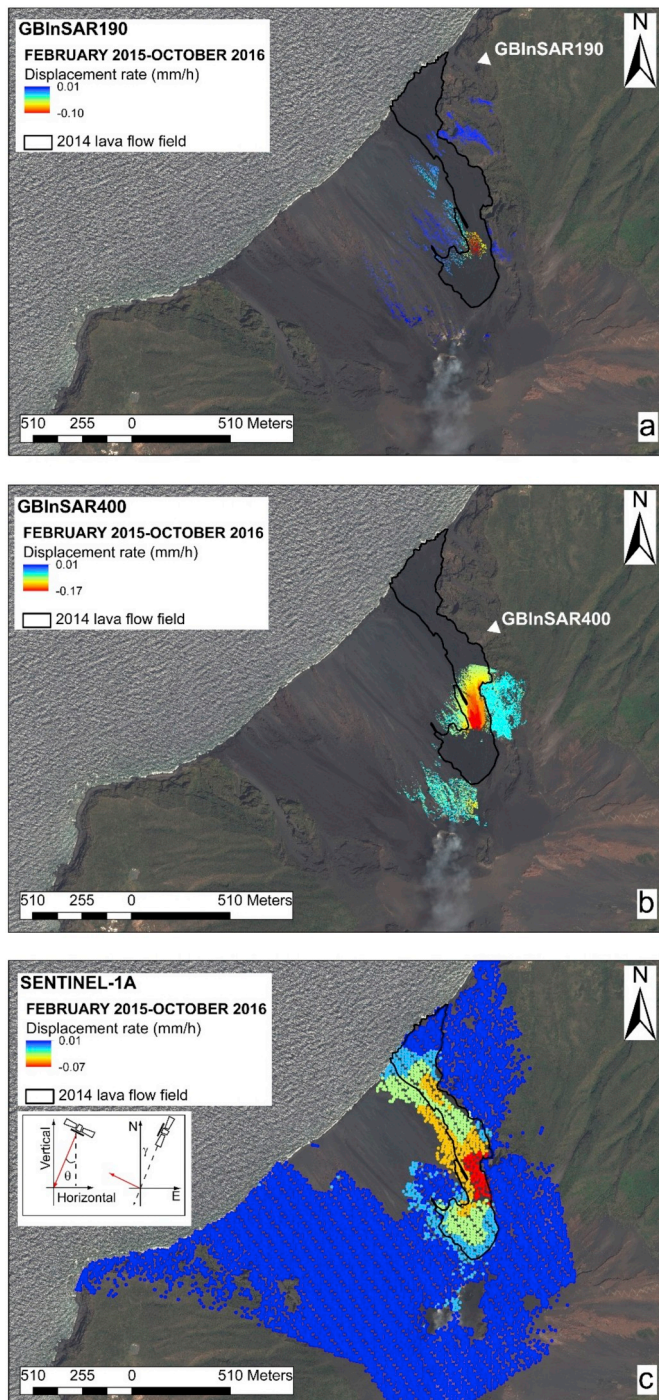 GBInSAR190
FEBRUARY 2015-OCTOBER 2016
Displacement rate (mm/h)
0.01
-0.10
2014 lava flow field
GBInSAR190
N
510 255 0 510 Meters
a
GBInSAR400
FEBRUARY 2015-OCTOBER 2016
Displacement rate (mm/h)
0.01
-0.17
2014 lava flow field
GBInSAR400
N
510 255 0 510 Meters
b
SENTINEL-1A
FEBRUARY 2015-OCTOBER 2016
Displacement rate (mm/h)
0.01
-0.07
2014 lava flow field
N
Vertical
θ
Horizontal
N
γ
E
510 255 0 510 Meters
c